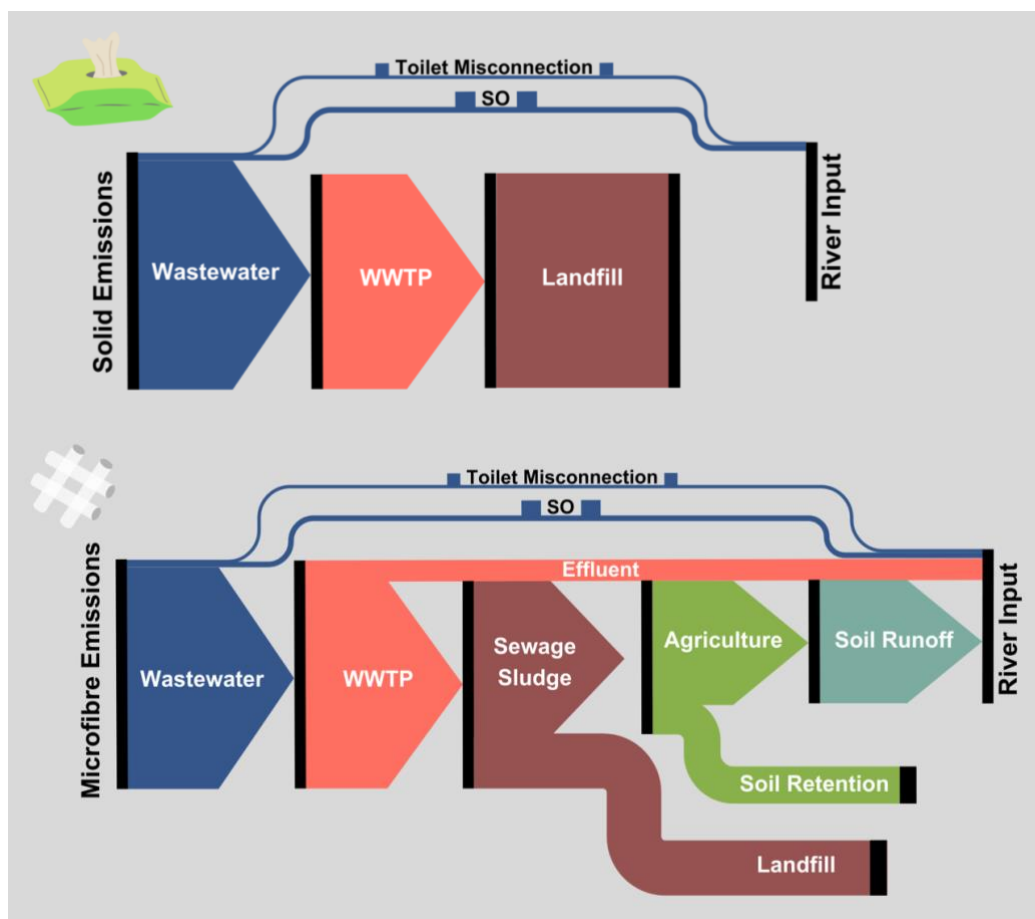 Toilet Misconnection
SO
Solid Emissions
Wastewater
WWTP
Landfill
River Input
Toilet Misconnection
SO
Effluent
Microfibre Emissions
Wastewater
WWTP
Sewage
Sludge
Agriculture
Soil Runoff
River Input
Soil Retention
Landfill